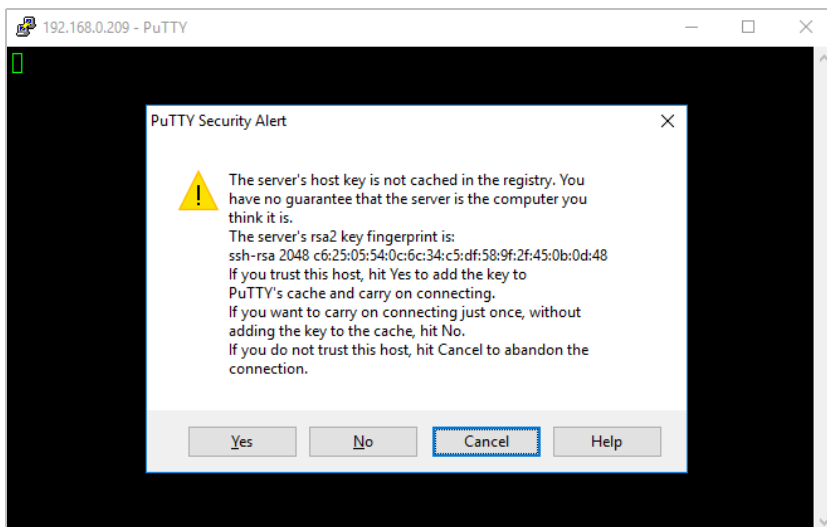 192.168.0.209 - PuTTY
PuTTY Security Alert
The server's host key is not cached in the registry. You
have no guarantee that the server is the computer you
think it is.
The server's rsa2 key fingerprint is:
ssh-rsa 2048 c6:25:05:54:0c:6c:34:c5:df:58:9f:2f:45:0b:0d:48
If you trust this host, hit Yes to add the key to
PuTTY's cache and carry on connecting.
If you want to carry on connecting just once, without
adding the key to the cache, hit No.
If you do not trust this host, hit Cancel to abandon the
connection.
Yes No Cancel Help